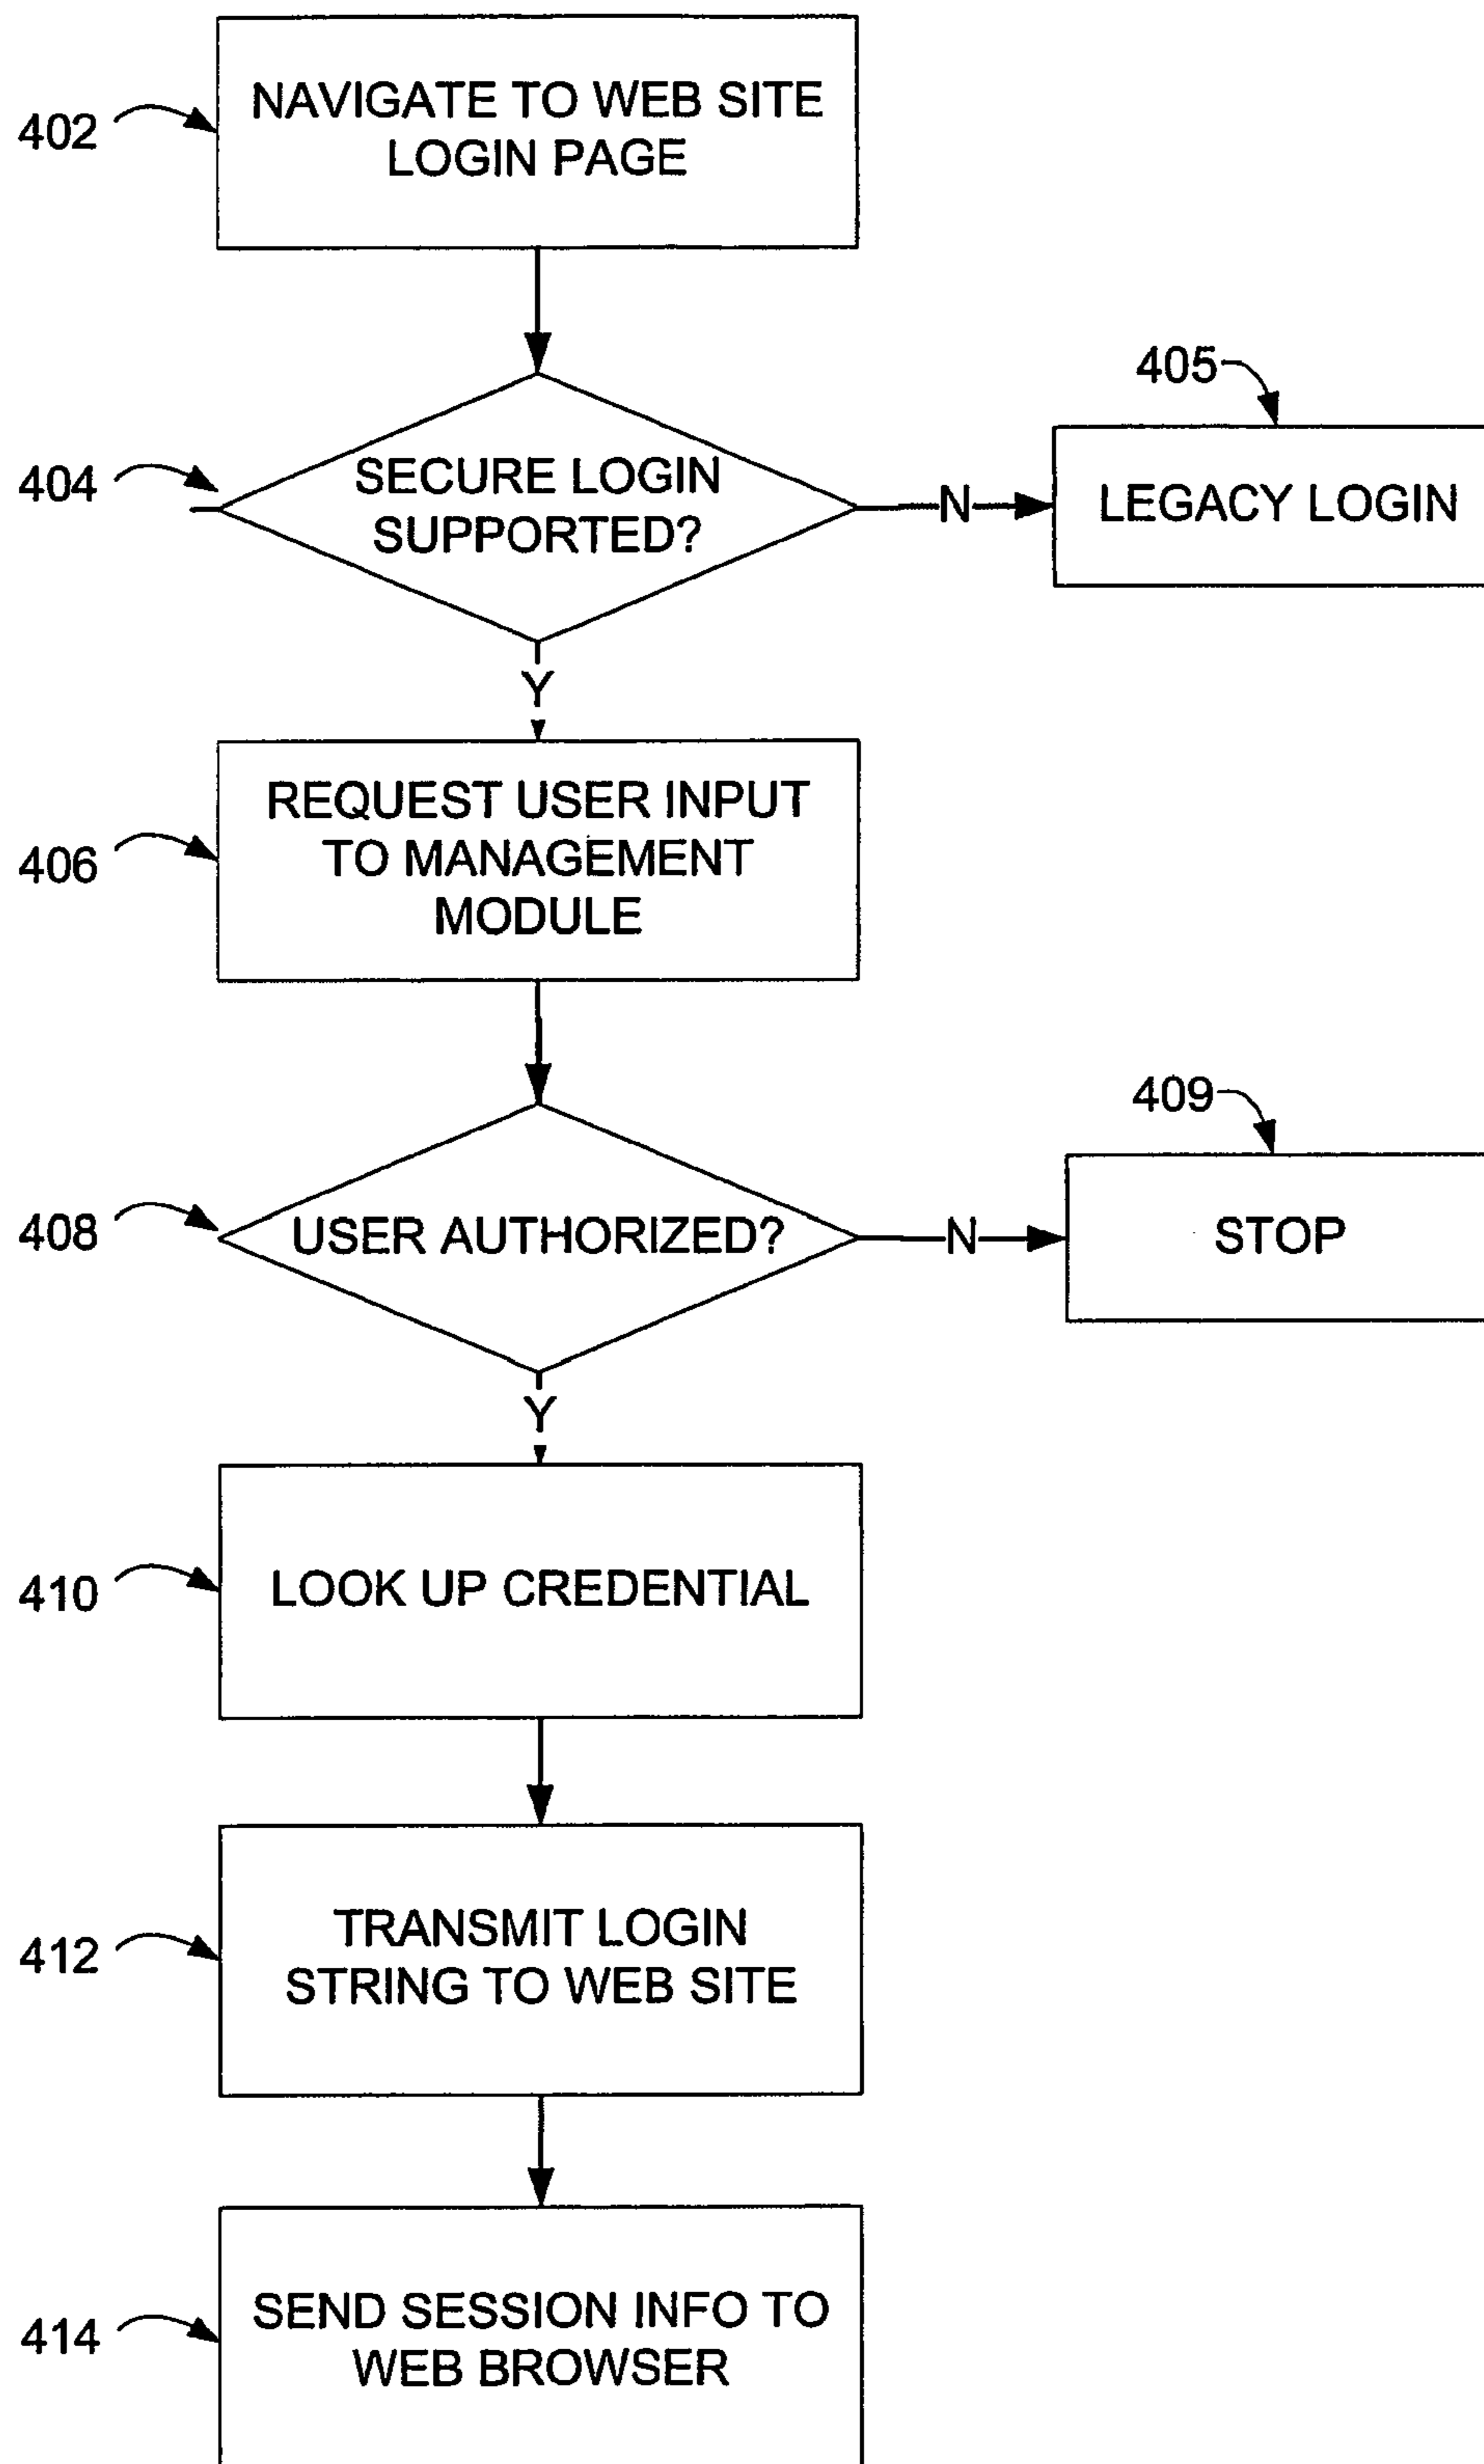 402
NAVIGATE TO WEB SITE
LOGIN PAGE
404
SECURE LOGIN
SUPPORTED?
N
405
LEGACY LOGIN
Y
406
REQUEST USER INPUT
TO MANAGEMENT
MODULE
408
USER AUTHORIZED?
N
409
STOP
Y
410
LOOK UP CREDENTIAL
412
TRANSMIT LOGIN
STRING TO WEB SITE
414
SEND SESSION INFO TO
WEB BROWSER